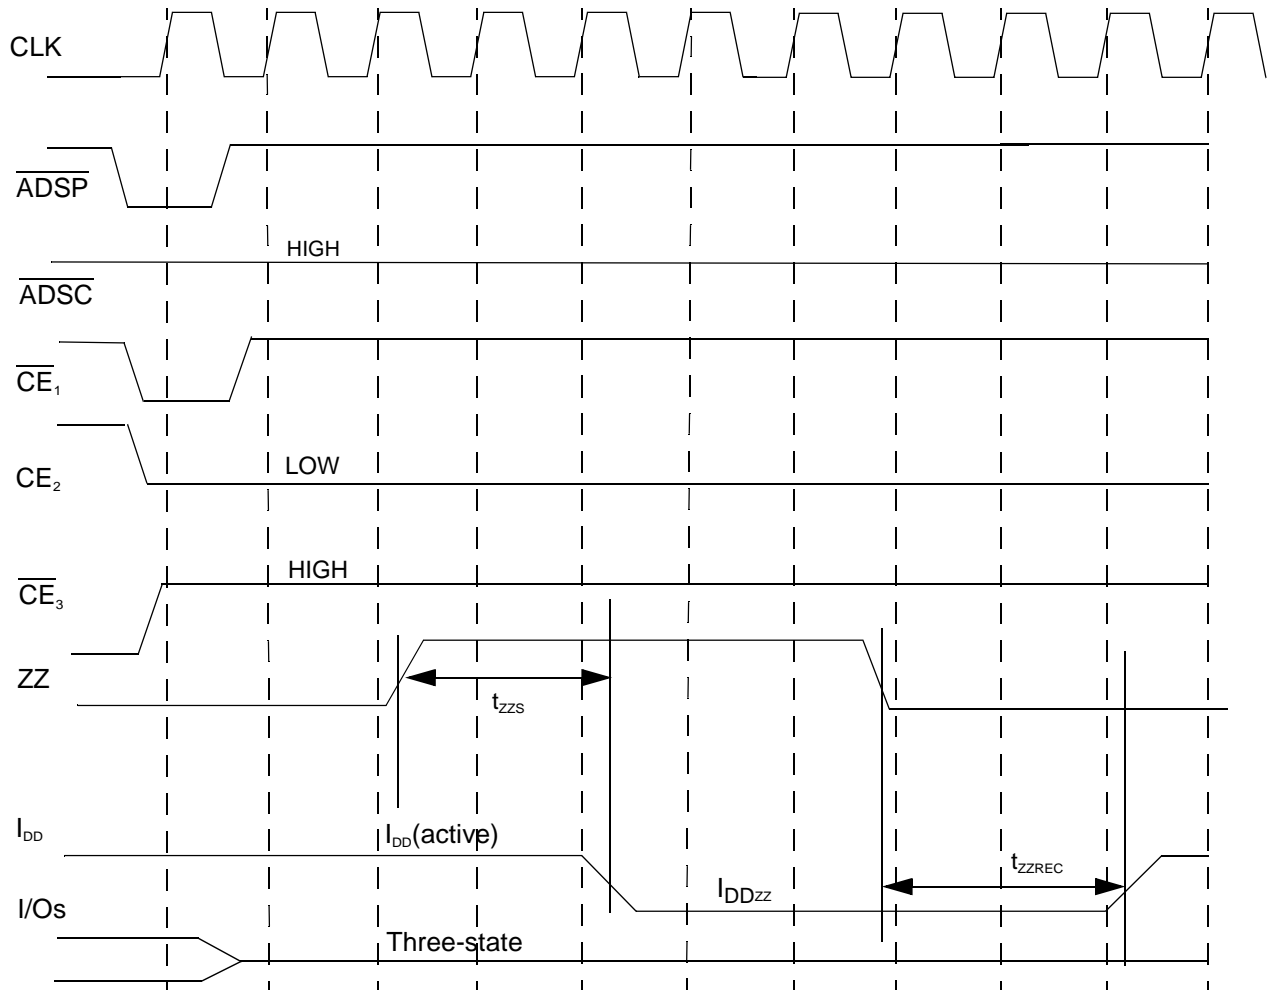 CLK
ADSP
HIGH
ADSC
CE1
LOW
CE2
HIGH
CE3
ZZ
tZZS
IDD
IDD(active)
tZZREC
IDDZZ
I/Os
Three-state